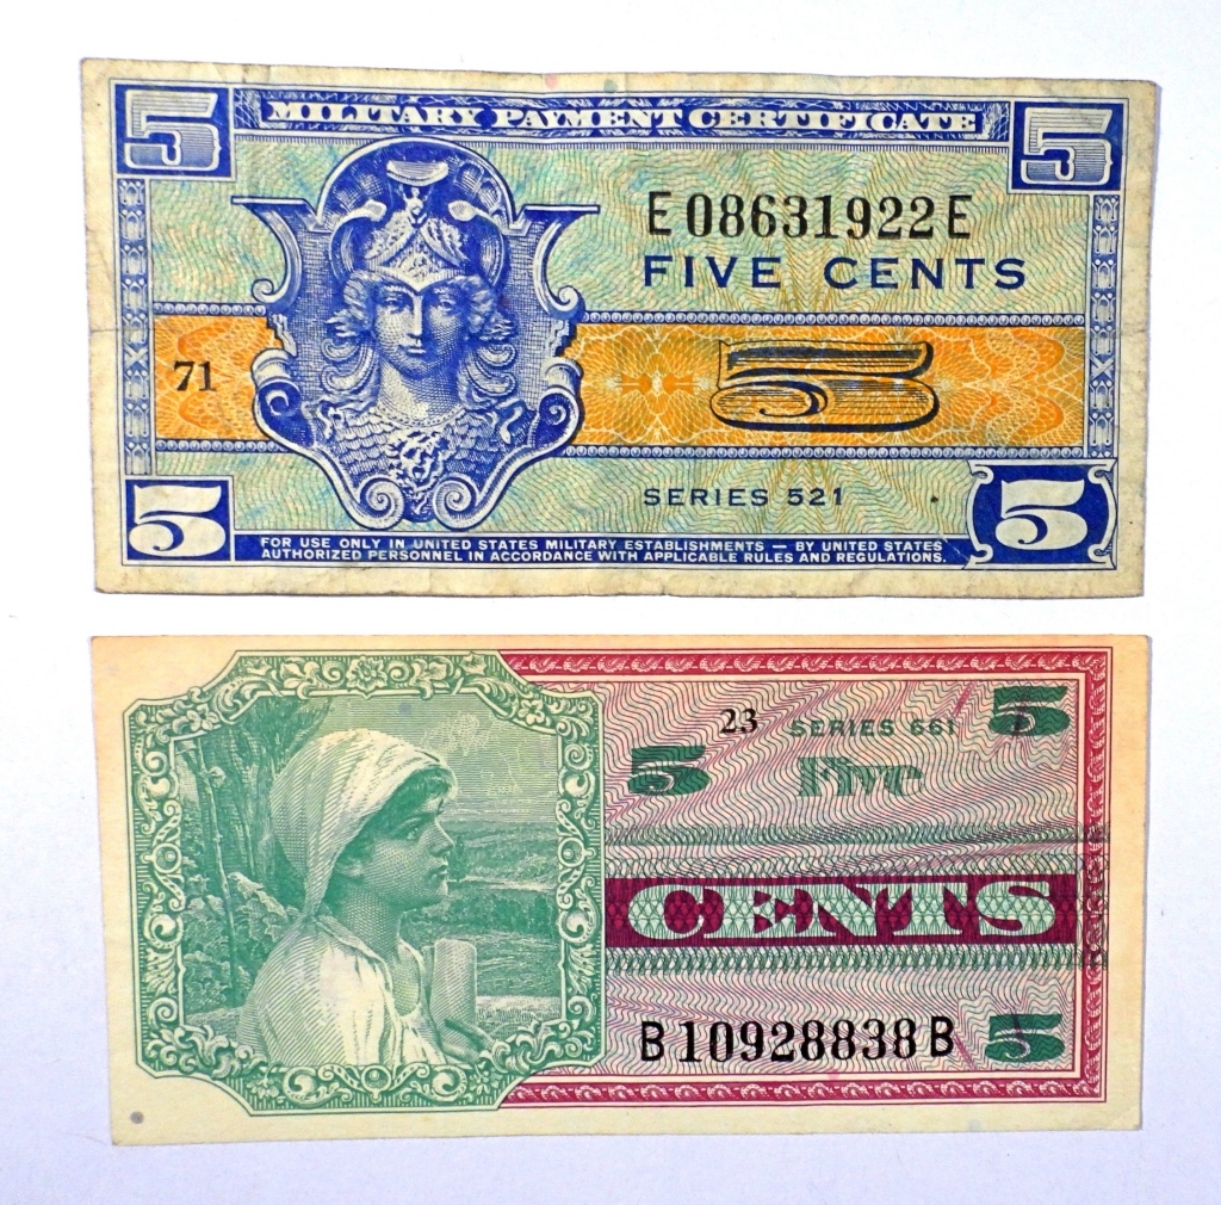 5 MILITARY PAYMENT CERTIFICATE 5
E08631922E
FIVE CENTS
71 5
SERIES 521
5 5
FOR USE ONLY IN UNITED STATES MILITARY ESTABLISHMENTS — BY UNITED STATES
AUTHORIZED PERSONNEL IN ACCORDANCE WITH APPLICABLE RULES AND REGULATIONS.
23 SERIES 661 5
5 Five
CENTS
B10928838B 5